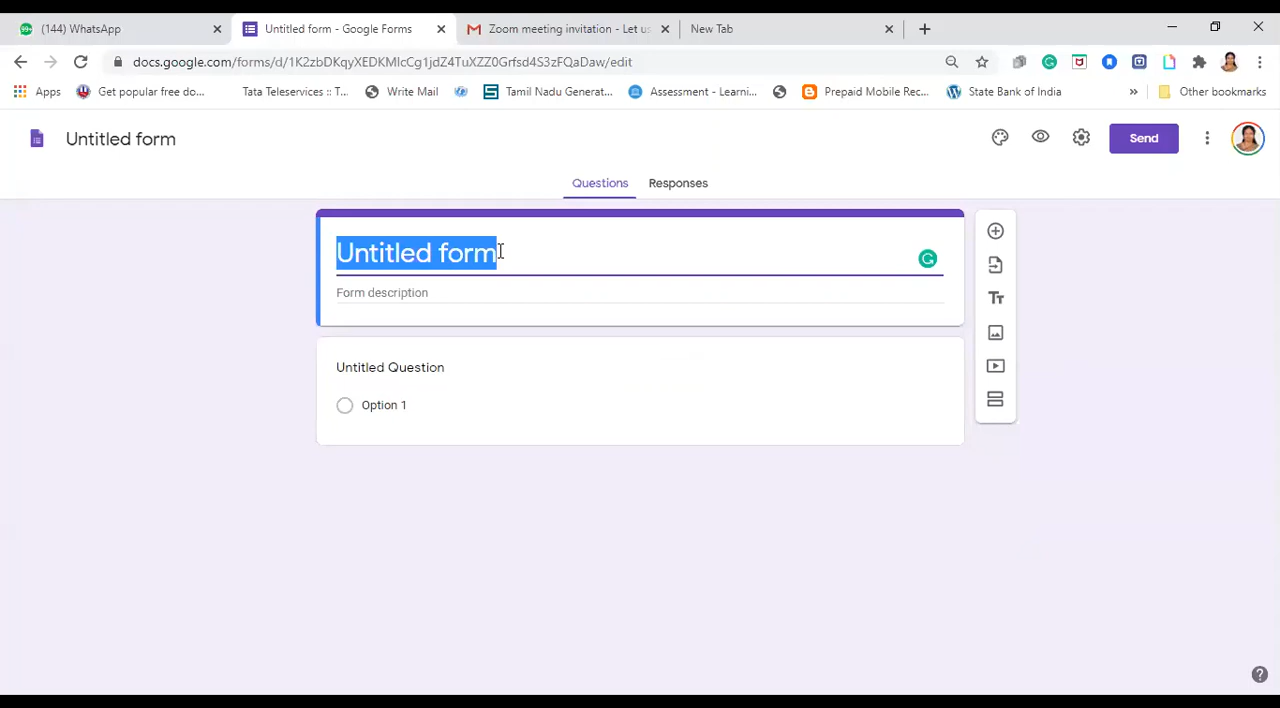 (144) WhatsApp
Untitled form - Google Forms
Zoom meeting invitation - Let us
New Tab
docs.google.com/forms/d/
/edit
Apps
Get popular free do...
Tata Teleservices :: T...
Write Mail
Tamil Nadu Generat...
Assessment - Learni...
Prepaid Mobile Rec...
State Bank of India
»
Other bookmarks
Untitled form
Send
Questions
Responses
Untitled form
Form description
Untitled Question
Option 1